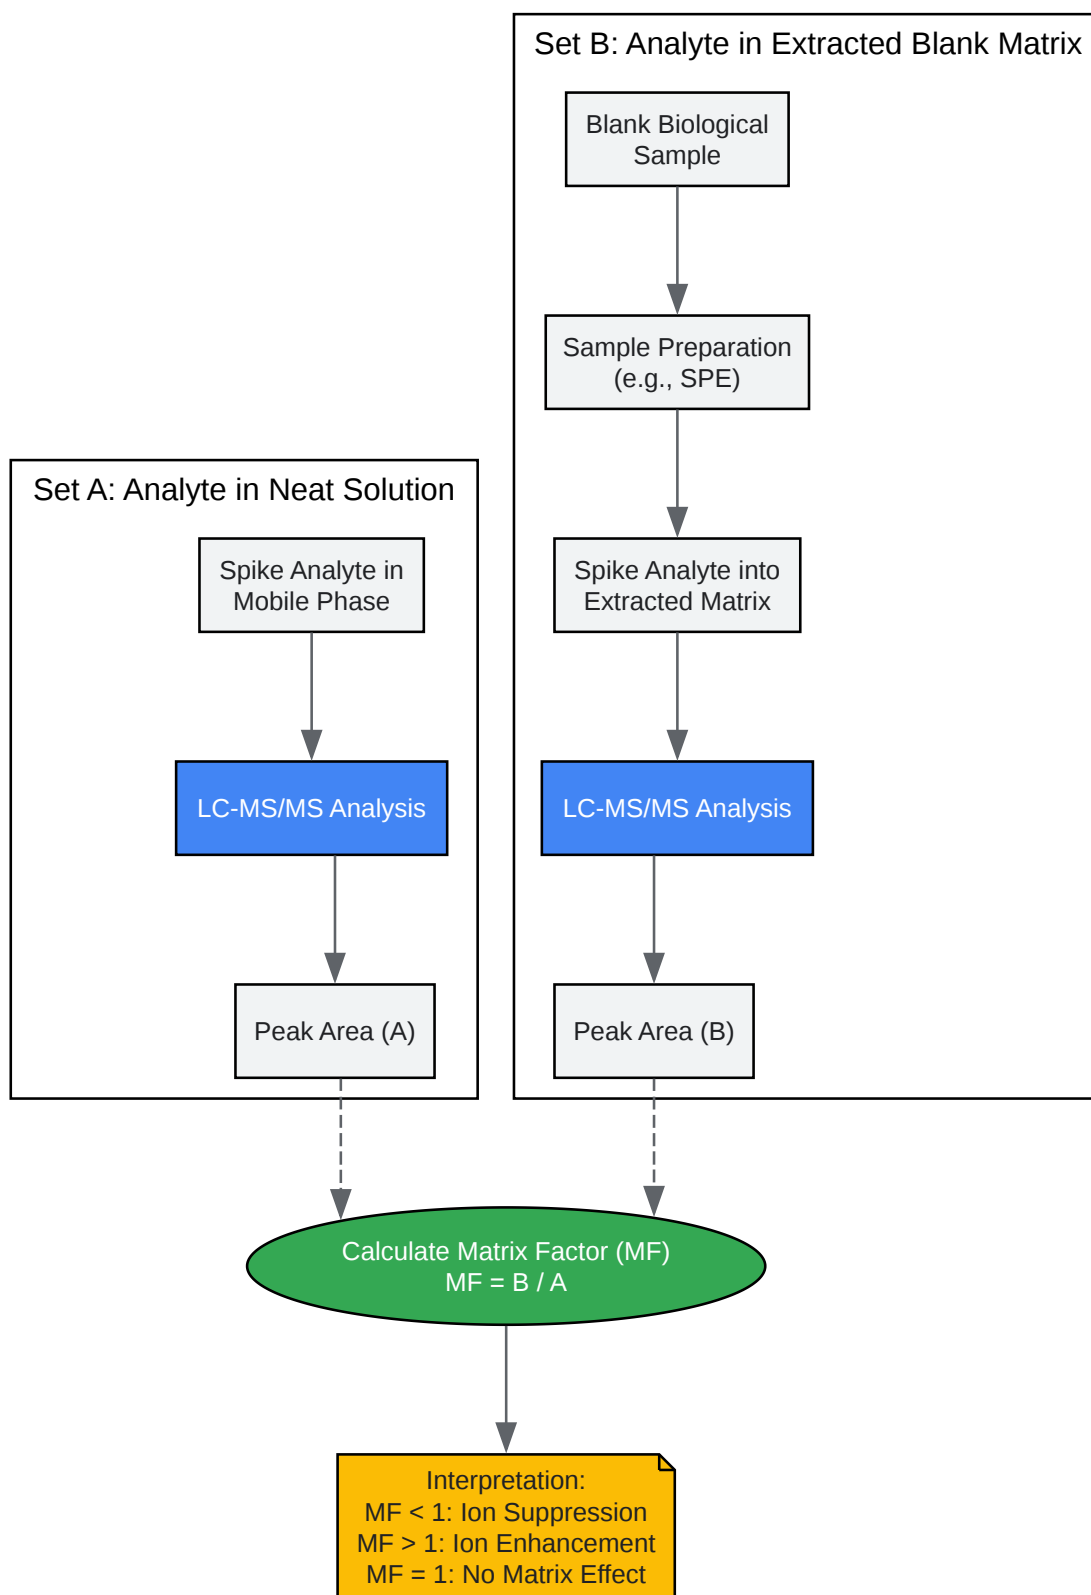 Set B: Analyte in Extracted Blank Matrix
Blank Biological
Sample
Sample Preparation
(e.g., SPE)
Set A: Analyte in Neat Solution
Spike Analyte in
Mobile Phase
Spike Analyte into
Extracted Matrix
LC-MS/MS Analysis
LC-MS/MS Analysis
Peak Area (A)
Peak Area (B)
Calculate Matrix Factor (MF)
MF = B / A
Interpretation:
MF < 1: Ion Suppression
MF > 1: Ion Enhancement
MF = 1: No Matrix Effect